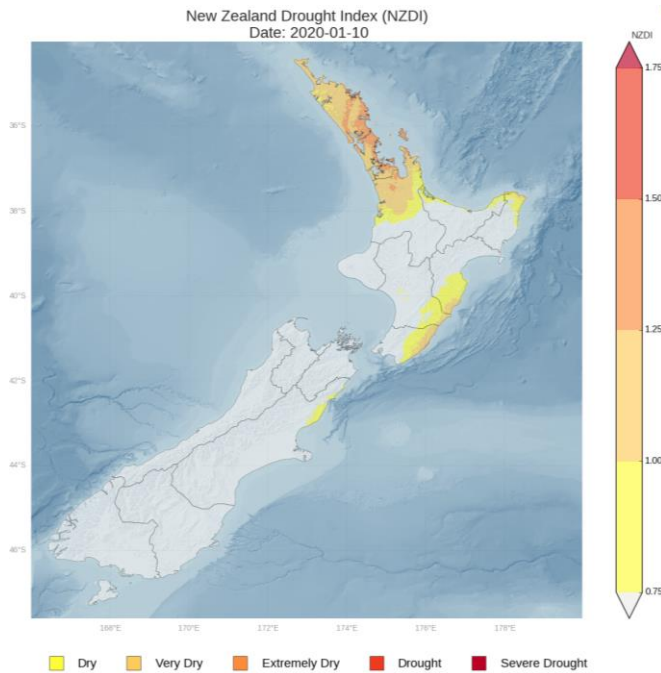 New Zealand Drought Index (NZDI)
Date: 2020-01-10
NZDI
1.75
1.50
1.25
1.00
0.75
36°S
38°S
40°S
42°S
44°S
46°S
168°E
170°E
172°E
174°E
176°E
178°E
Dry
Very Dry
Extremely Dry
Drought
Severe Drought